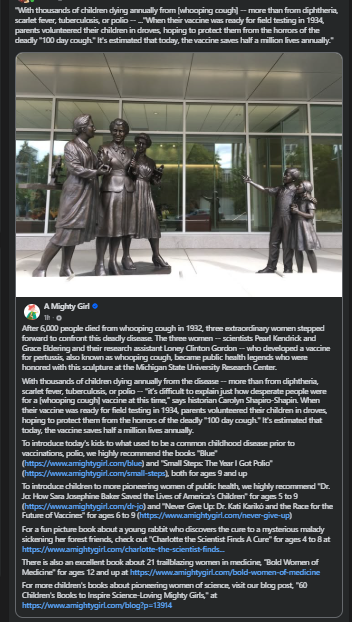 "With thousands of children dying annually from [whooping cough] -- more than from diphtheria,
scarlet fever, tuberculosis, or polio -- ..."When their vaccine was ready for field testing in 1934,
parents volunteered their children in droves, hoping to protect them from the horrors of the
deadly "100 day cough." It's estimated that today, the vaccine saves half a million lives annually."
A Mighty Girl
1h
After 6,000 people died from whooping cough in 1932, three extraordinary women stepped
forward to confront this deadly disease. The three women -- scientists Pearl Kendrick and
Grace Eldering and their research assistant Loney Clinton Gordon -- who developed a vaccine
for pertussis, also known as whooping cough, became public health legends who were
honored with this sculpture at the Michigan State University Research Center.
With thousands of children dying annually from the disease -- more than from diphtheria,
scarlet fever, tuberculosis, or polio -- "it's difficult to explain just how desperate people were
for a [whooping cough] vaccine at this time," says historian Carolyn Shapiro-Shapin. When
their vaccine was ready for field testing in 1934, parents volunteered their children in droves,
hoping to protect them from the horrors of the deadly "100 day cough." It's estimated that
today, the vaccine saves half a million lives annually.
To introduce today's kids to what used to be a common childhood disease prior to
vaccinations, polio, we highly recommend the books "Blue"
(https://www.amightygirl.com/blue) and "Small Steps: The Year I Got Polio"
(https://www.amightygirl.com/small-steps), both for ages 9 and up
To introduce children to more pioneering women of public health, we highly recommend "Dr.
Jo: How Sara Josephine Baker Saved the Lives of America's Children" for ages 5 to 9
(https://www.amightygirl.com/dr-jo) and "Never Give Up: Dr. Kati Karikó and the Race for the
Future of Vaccines" for ages 6 to 9 (https://www.amightygirl.com/never-give-up)
For a fun picture book about a young rabbit who discovers the cure to a mysterious malady
sickening her forest friends, check out "Charlotte the Scientist Finds A Cure" for ages 4 to 8 at
https://www.amightygirl.com/charlotte-the-scientist-finds...
There is also an excellent book about 21 trailblazing women in medicine, "Bold Women of
Medicine" for ages 12 and up at https://www.amightygirl.com/bold-women-of-medicine
For more children's books about pioneering women of science, visit our blog post, "60
Children's Books to Inspire Science-Loving Mighty Girls," at
https://www.amightygirl.com/blog?p=13914